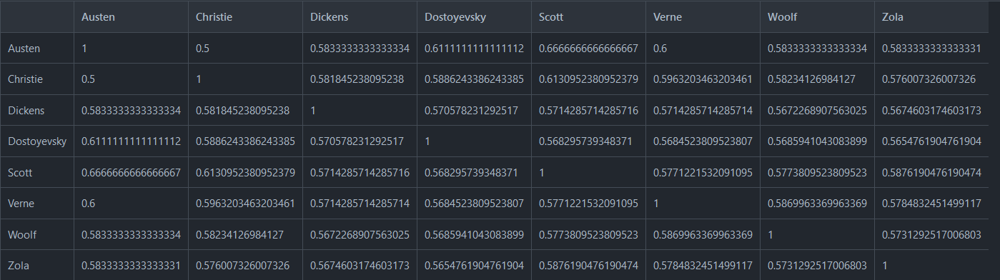 Austen Christie Dickens Dostoyevsky Scott Verne Woolf Zola
Austen 1 0.5 0.5833333333333334 0.6111111111111112 0.6666666666666667 0.6 0.5833333333333334 0.5833333333333331
Christie 0.5 1 0.581845238095238 0.5886243386243385 0.6130952380952379 0.5963203463203461 0.58234126984127 0.576007326007326
Dickens 0.5833333333333334 0.581845238095238 1 0.570578231292517 0.5714285714285716 0.5714285714285714 0.5672268907563025 0.5674603174603173
Dostoyevsky 0.6111111111111112 0.5886243386243385 0.570578231292517 1 0.568295739348371 0.5684523809523807 0.5685941043083899 0.5654761904761904
Scott 0.6666666666666667 0.6130952380952379 0.5714285714285716 0.568295739348371 1 0.5771221532091095 0.5773809523809523 0.5876190476190474
Verne 0.6 0.5963203463203461 0.5714285714285714 0.5684523809523807 0.5771221532091095 1 0.5869963369963369 0.5784832451499117
Woolf 0.5833333333333334 0.58234126984127 0.5672268907563025 0.5685941043083899 0.5773809523809523 0.5869963369963369 1 0.5731292517006803
Zola 0.5833333333333331 0.576007326007326 0.5674603174603173 0.5654761904761904 0.5876190476190474 0.5784832451499117 0.5731292517006803 1